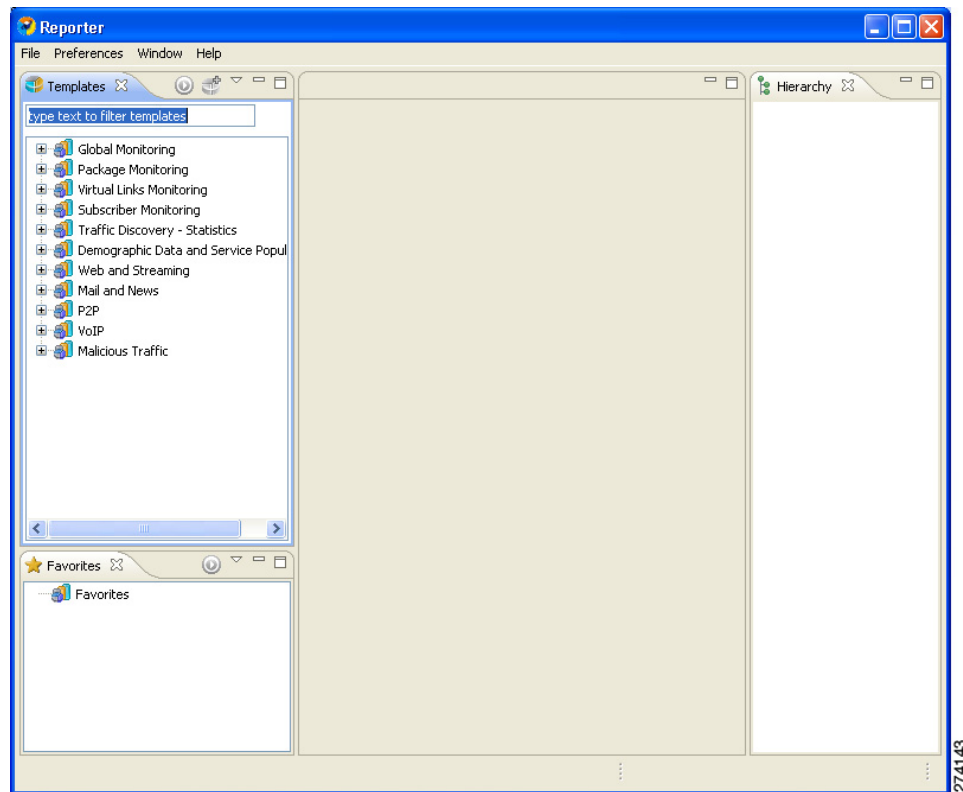 Reporter
File Preferences Window Help
Templates
type text to filter templates
Global Monitoring
Package Monitoring
Virtual Links Monitoring
Subscriber Monitoring
Traffic Discovery - Statistics
Demographic Data and Service Popul
Web and Streaming
Mail and News
P2P
VoIP
Malicious Traffic
Favorites
Favorites
Hierarchy
274143